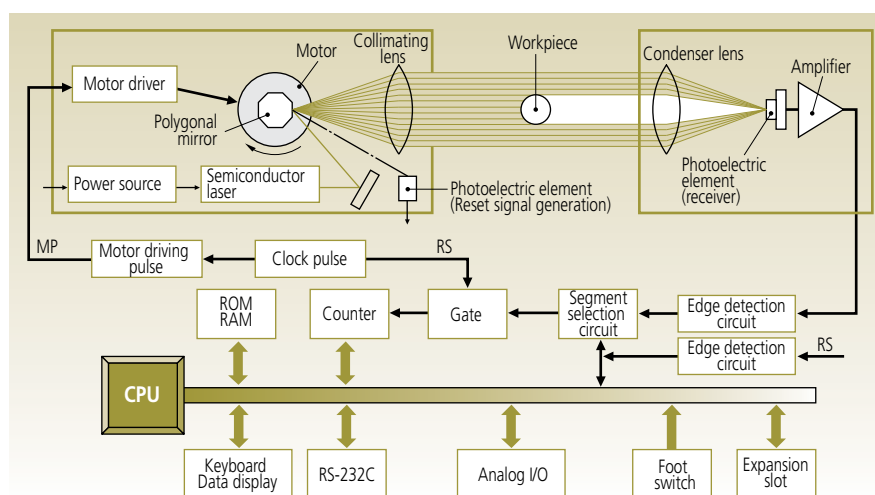 Motor
Collimating
lens
Workpiece
Condenser lens
Amplifier
Motor driver
Polygonal
mirror
Power source
Semiconductor
laser
Photoelectric element
(Reset signal generation)
Photoelectric
element
(receiver)
MP
Motor driving
pulse
Clock pulse
RS
ROM
RAM
Counter
Gate
Segment
selection
circuit
Edge detection
circuit
Edge detection
circuit
RS
CPU
Keyboard
Data display
RS-232C
Analog I/O
Foot
switch
Expansion
slot